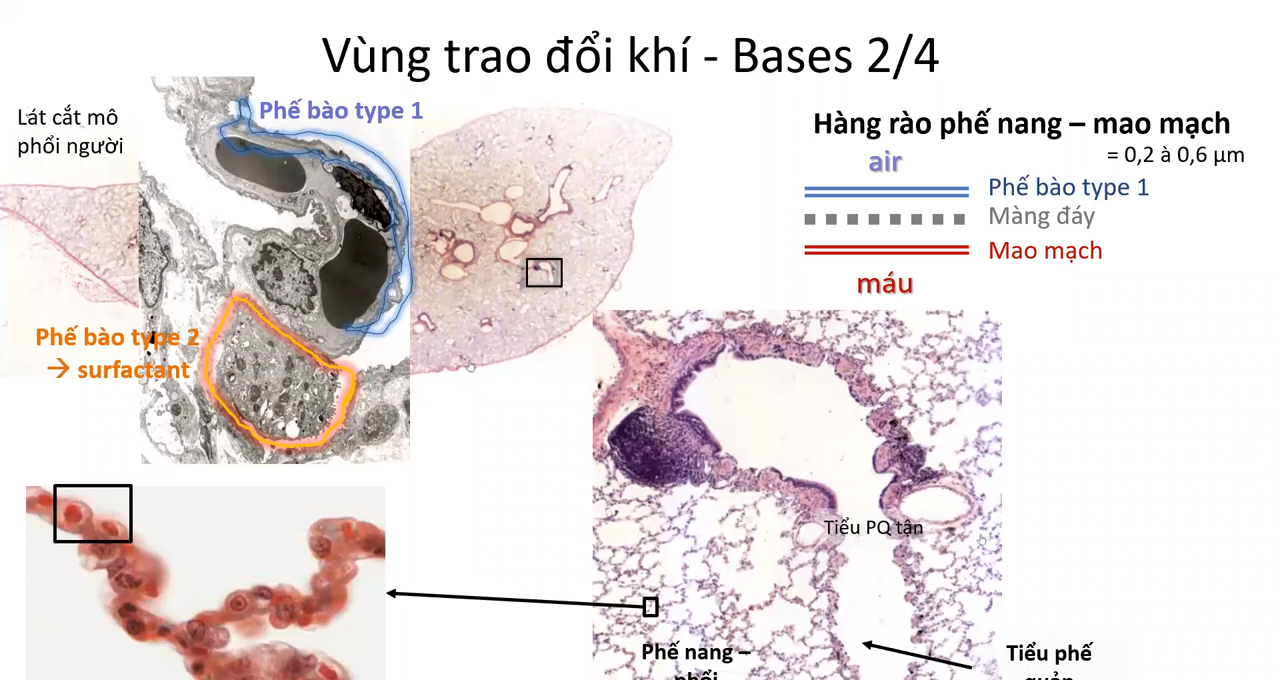 Vùng trao đổi khí - Bases 2/4
Lát cắt mô
phổi người
Phế bào type 1
Hàng rào phế nang – mao mạch
= 0,2 à 0,6 µm
air
Phế bào type 1
Màng đáy
Mao mạch
máu
Phế bào type 2
→ surfactant
Tiểu PQ tận
Phế nang –
phổi
Tiểu phế
quản